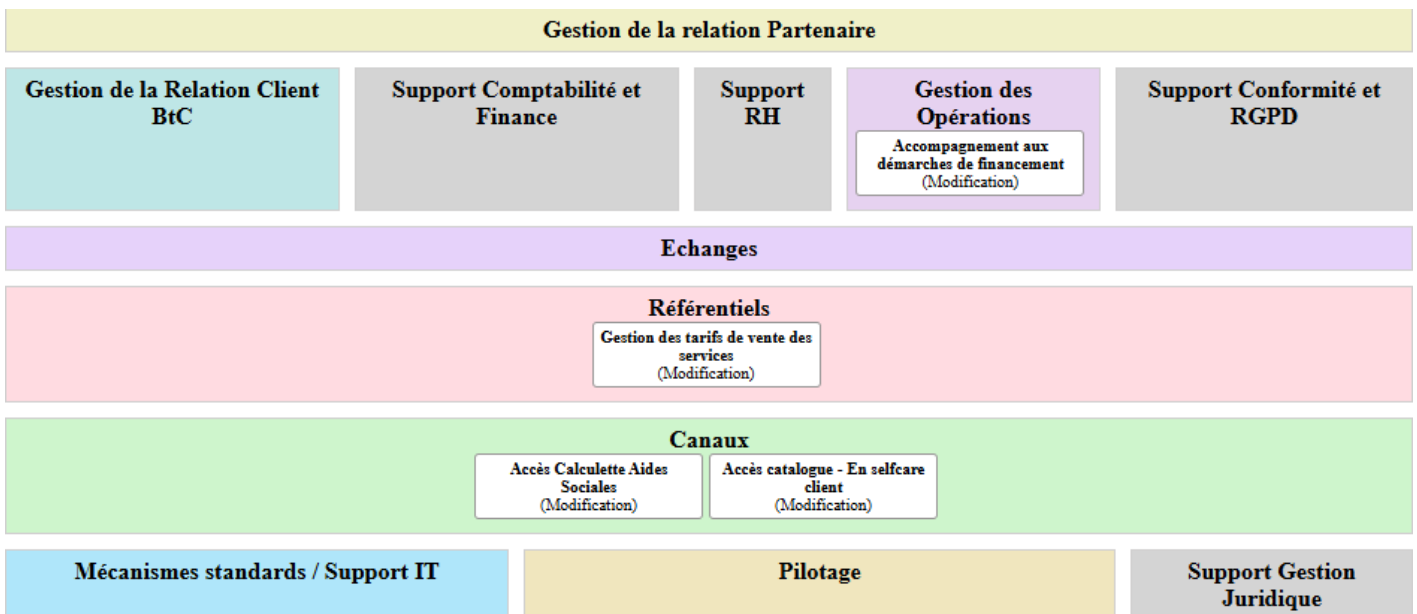 Gestion de la relation Partenaire
Gestion de la Relation Client
BtC
Support Comptabilité et
Finance
Support
RH
Gestion des
Opérations
Accompagnement aux
démarches de financement
(Modification)
Support Conformité et
RGPD
Echanges
Référentiels
Gestion des tarifs de vente des
services
(Modification)
Canaux
Accès Calculette Aides
Sociales
(Modification)
Accès catalogue - En selfcare
client
(Modification)
Mécanismes standards / Support IT
Pilotage
Support Gestion
Juridique